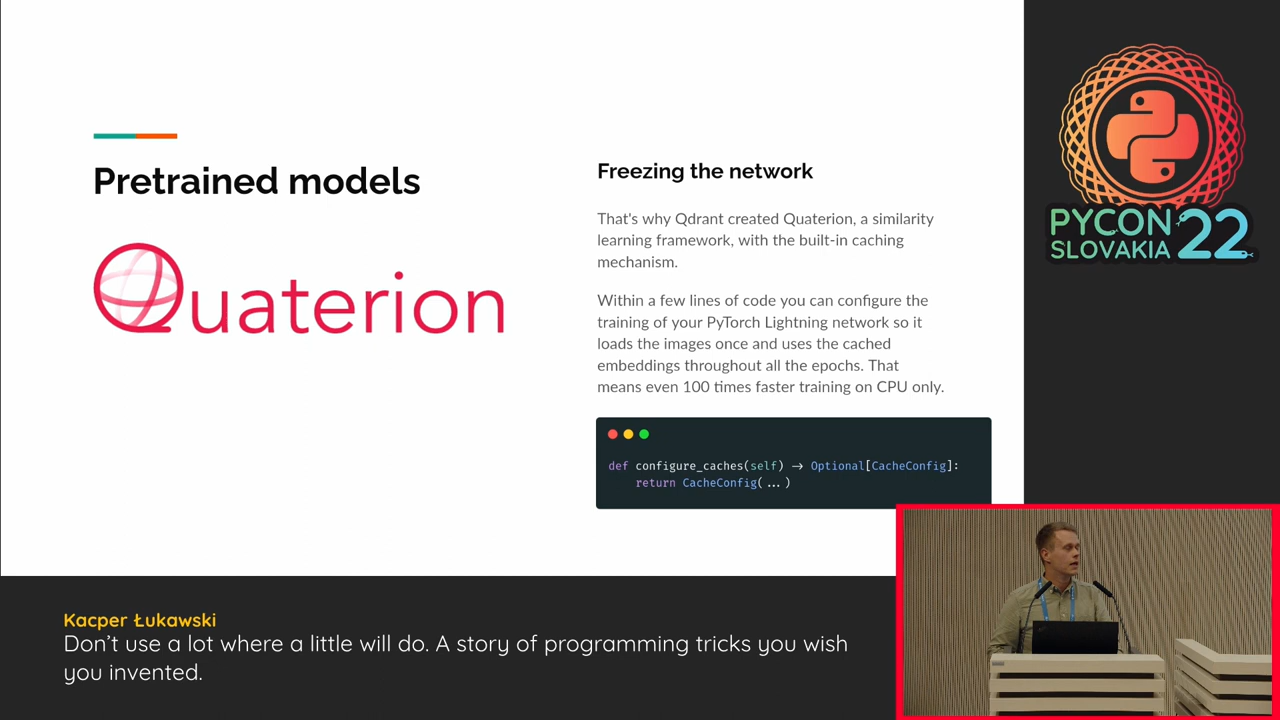 Pretrained models
Quaterion
Freezing the network
That's why Qdrant created Quaterion, a similarity
learning framework, with the built-in caching
mechanism.
Within a few lines of code you can configure the
training of your PyTorch Lightning network so it
loads the images once and uses the cached
embeddings throughout all the epochs. That
means even 100 times faster training on CPU only.
def configure_caches(self) → Optional[CacheConfig]:
return CacheConfig(...)
PYCON
SLOVAKIA 22
Kacper Łukawski
Don’t use a lot where a little will do. A story of programming tricks you wish
you invented.